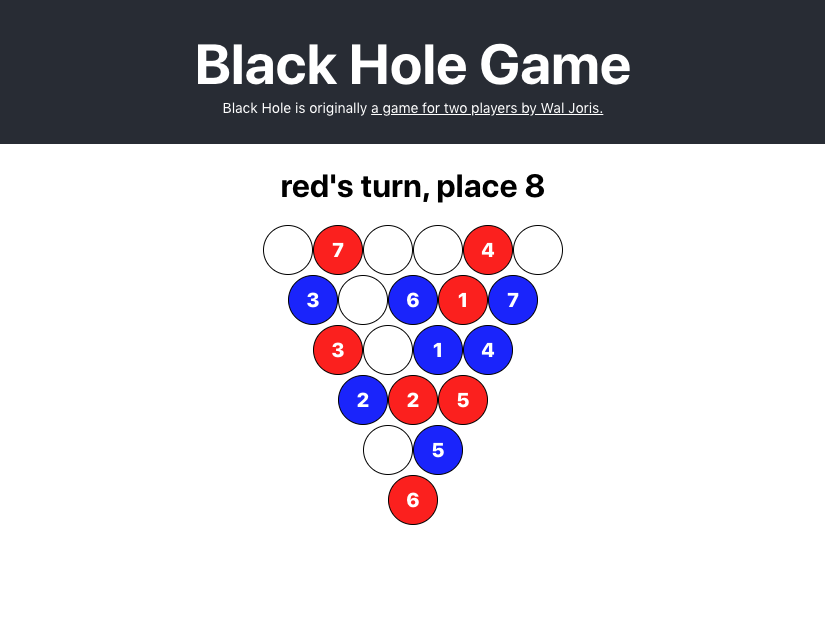 Black Hole Game
Black Hole is originally a game for two players by Wal Joris.
red's turn, place 8
7 4
3 6 1 7
3 1 4
2 2 5
5
6